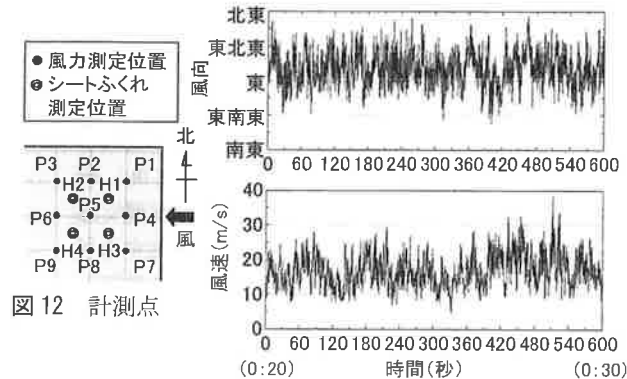 ● 風力測定位置
◎ シートふくれ
測定位置
北
P3 P2 P1
H2 H1
P5
P6 P4
風
H4 H3
P9 P8 P7
図12 計測点
風向
北東
東北東
東
東南東
南東
0 60 120 180 240 300 360 420 480 540 600
風速(m/s)
40
30
20
10
0
0 60 120 180 240 300 360 420 480 540 600
(0:20) 時間(秒) (0:30)